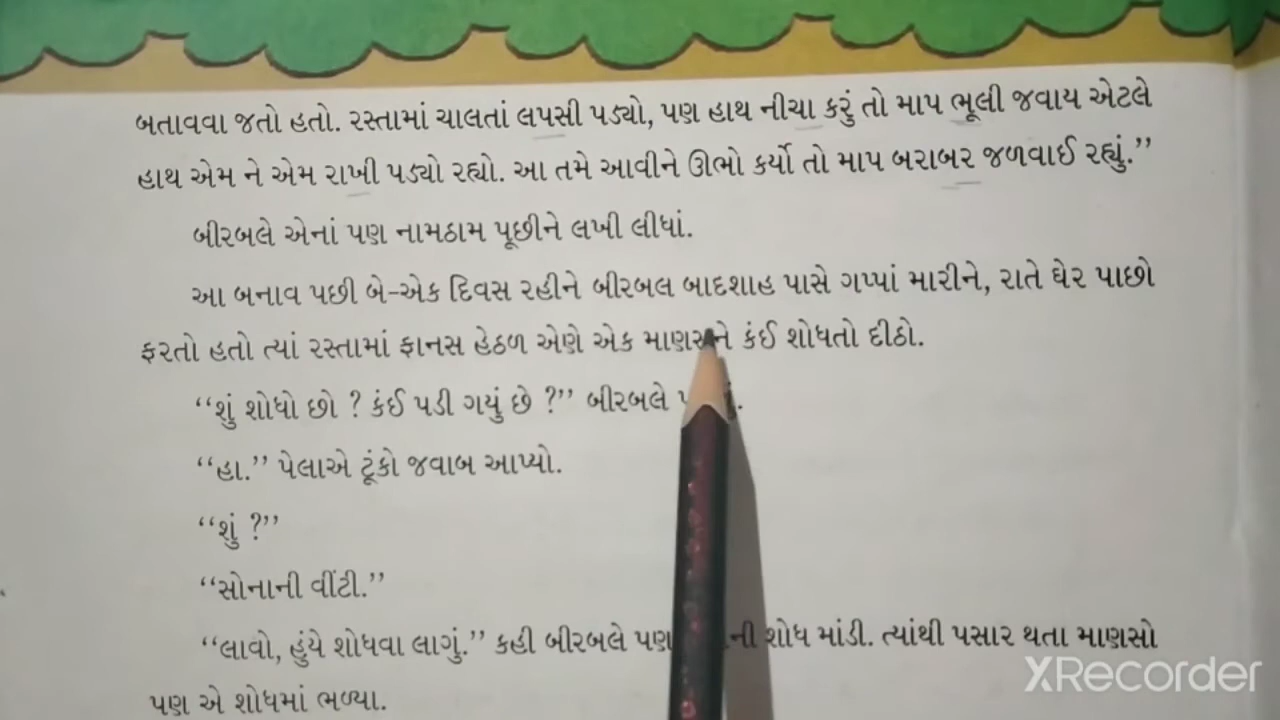 બતાવવા જતો હતો. રસ્તામાં ચાલતાં લપસી પડ્યો, પણ હાથ નીચા કરું તો માપ ભૂલી જવાય એટલે
હાથ એમ ને એમ રાખી પડ્યો રહ્યો. આ તમે આવીને ઊભો કર્યો તો માપ બરાબર જળવાઈ રહ્યું.”
બીરબલે એનાં પણ નામઠામ પૂછીને લખી લીધાં.
આ બનાવ પછી બે-એક દિવસ રહીને બીરબલ બાદશાહ પાસે ગપ્પાં મારીને, રાતે ઘેર પાછો
ફરતો હતો ત્યાં રસ્તામાં ફાનસ હેઠળ એણે એક માણસને કંઈ શોધતો દીઠો.
“શું શોધો છો ? કંઈ પડી ગયું છે ?” બીરબલે
“હા.” પેલાએ ટૂંકો જવાબ આપ્યો.
“શું ?”
“સોનાની વીંટી.”
“લાવો, હુંયે શોધવા લાગું.” કહી બીરબલે પણ શોધ માંડી. ત્યાંથી પસાર થતા માણસો
પણ એ શોધમાં ભળ્યા.
XRecorder